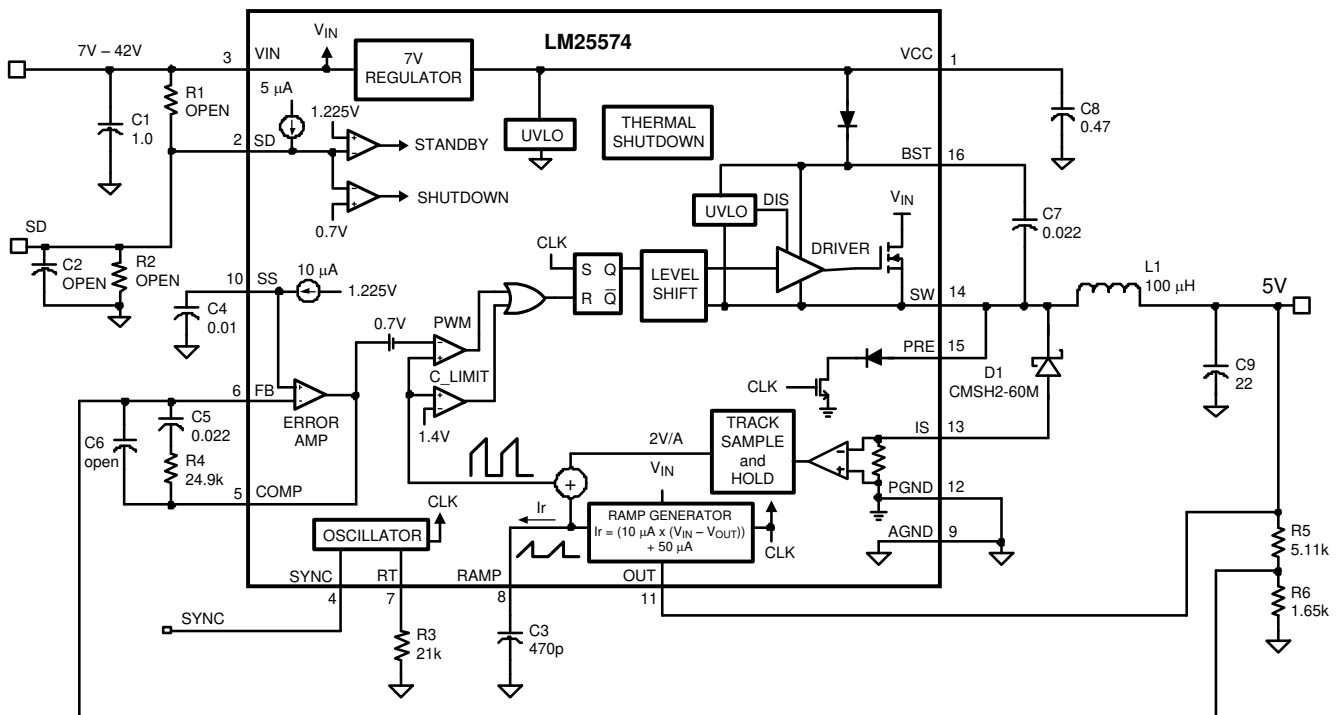 LM25574
7V – 42V
3
VIN
V_IN
7V
REGULATOR
VCC
1
C8
0.47
R1
OPEN
C1
1.0
5 µA
1.225V
2
SD
STANDBY
SHUTDOWN
0.7V
UVLO
THERMAL
SHUTDOWN
BST
16
V_IN
UVLO
DIS
DRIVER
C7
0.022
SD
C2
OPEN
R2
OPEN
10
SS
10 µA
1.225V
C4
0.01
CLK
S Q
R Q̅
LEVEL
SHIFT
SW
14
L1
100 µH
5V
0.7V
PWM
C_LIMIT
1.4V
PRE
15
CLK
D1
CMSH2-60M
C9
22
6
FB
ERROR
AMP
C6
open
C5
0.022
R4
24.9k
5
COMP
TRACK
SAMPLE
and
HOLD
2V/A
V_IN
IS
13
+
PGND
12
AGND
9
Ir
RAMP GENERATOR
Ir = (10 µA x (V_IN – V_OUT))
+ 50 µA
CLK
CLK
OSCILLATOR
R5
5.11k
R6
1.65k
SYNC
RT
RAMP
OUT
4
7
8
11
SYNC
R3
21k
C3
470p